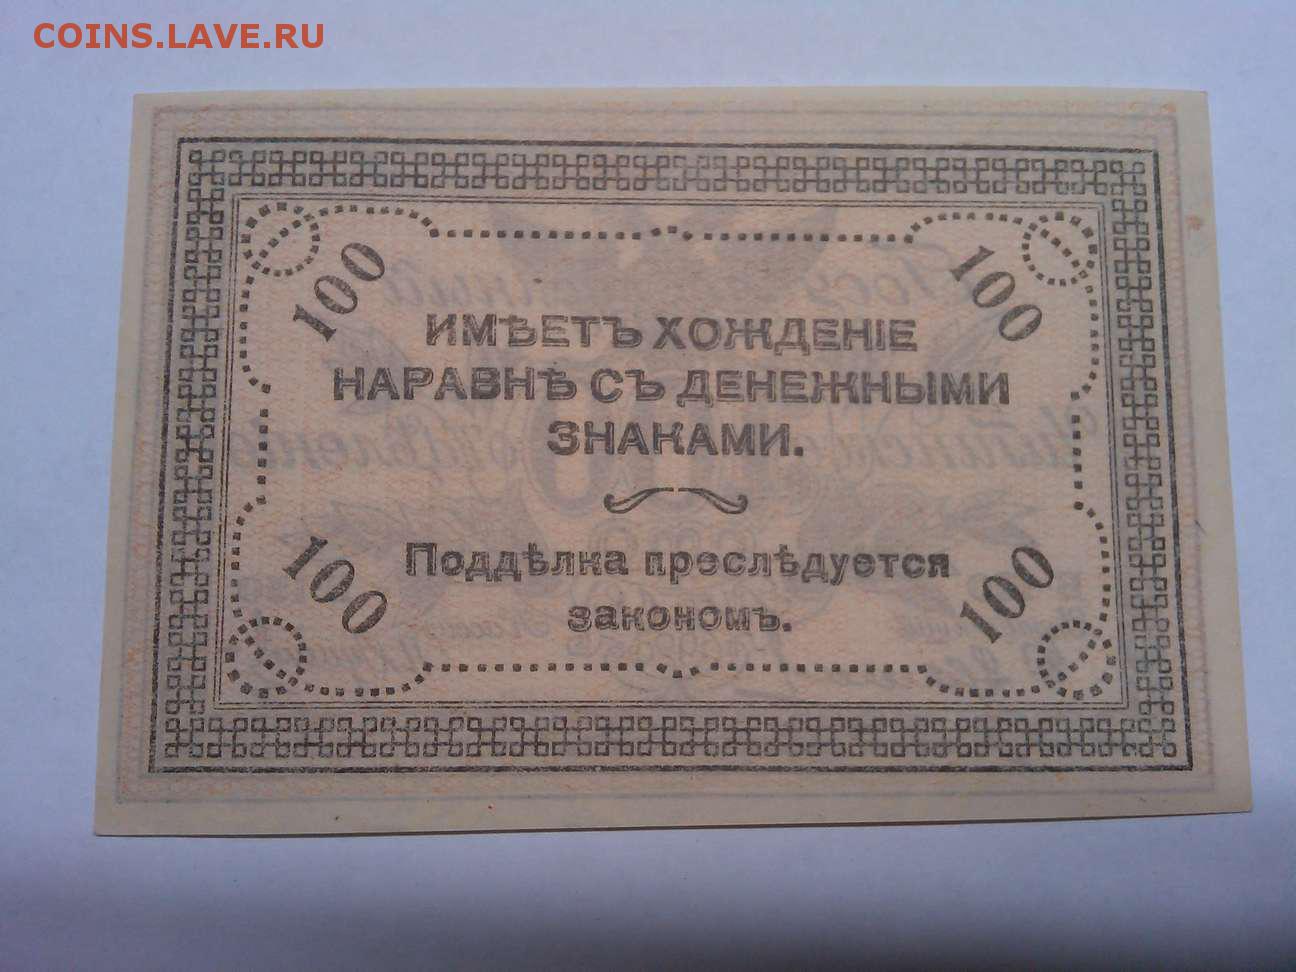 COINS.LAVE.RU
100 100
ИМѢЕТЪ ХОЖДЕНІЕ
НАРАВНѢ СЪ ДЕНЕЖНЫМИ
ЗНАКАМИ.
100 100
Поддѣлка преслѣдуется
закономъ.